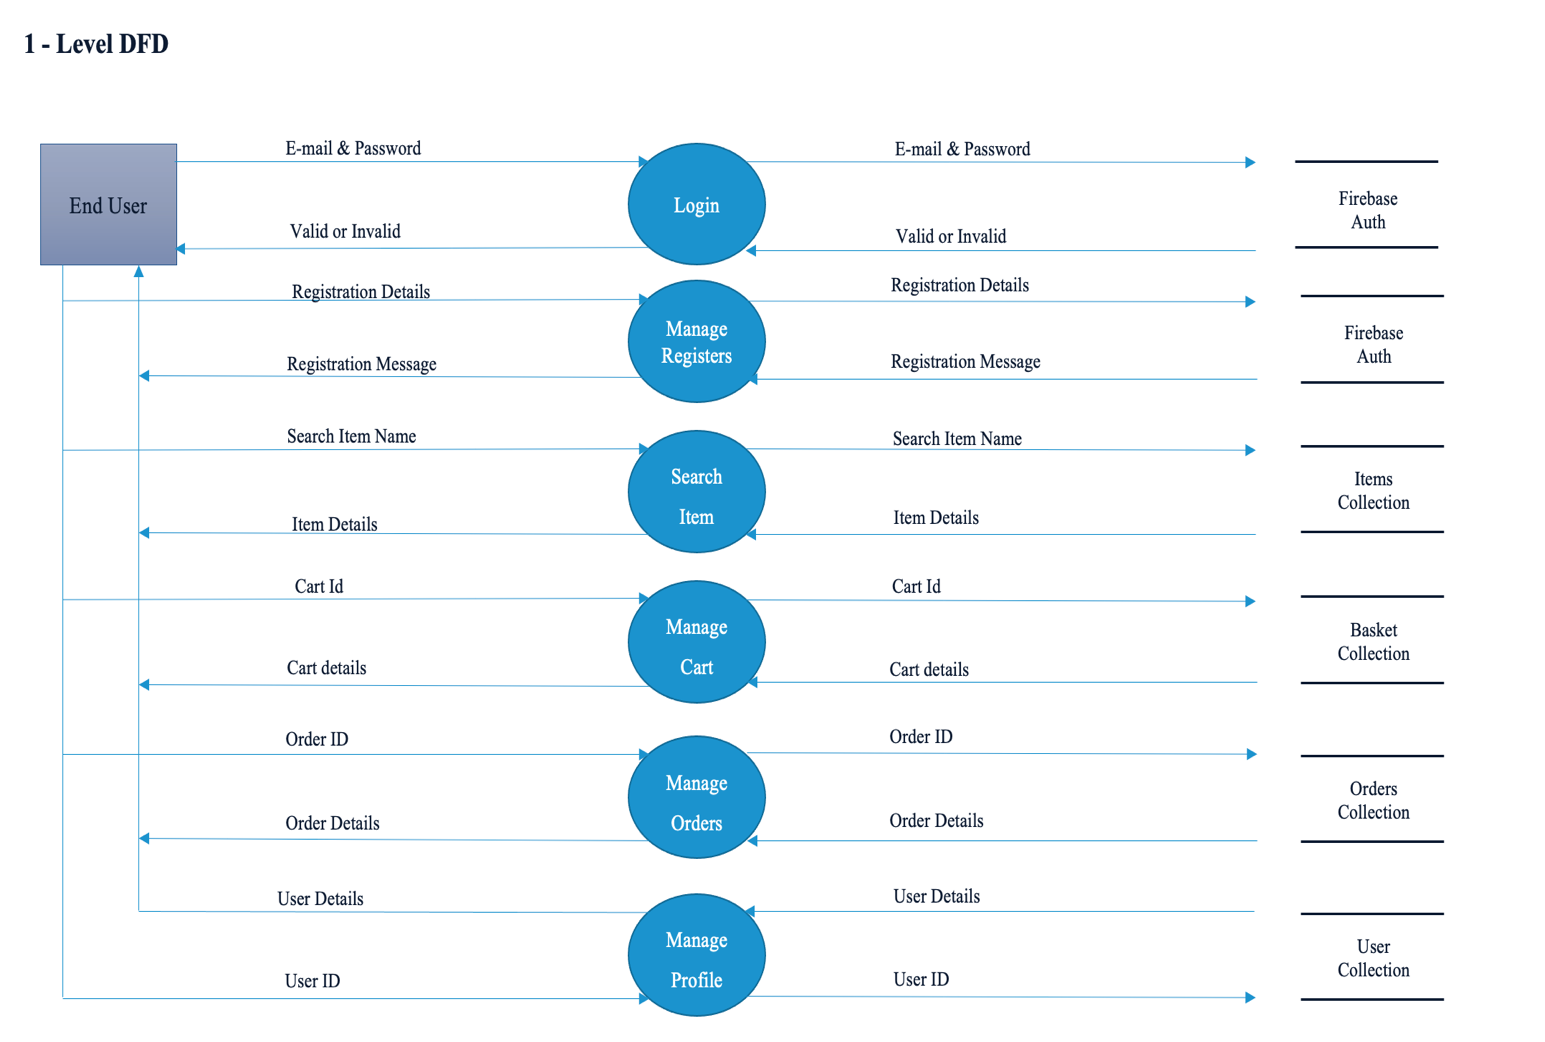 1 - Level DFD
E-mail & Password
E-mail & Password
End User
Login
Firebase
Auth
Valid or Invalid
Valid or Invalid
Registration Details
Registration Details
Manage
Registers
Firebase
Auth
Registration Message
Registration Message
Search Item Name
Search Item Name
Search
Item
Items
Collection
Item Details
Item Details
Cart Id
Cart Id
Manage
Cart
Basket
Collection
Cart details
Cart details
Order ID
Order ID
Manage
Orders
Orders
Collection
Order Details
Order Details
User Details
User Details
Manage
Profile
User
Collection
User ID
User ID